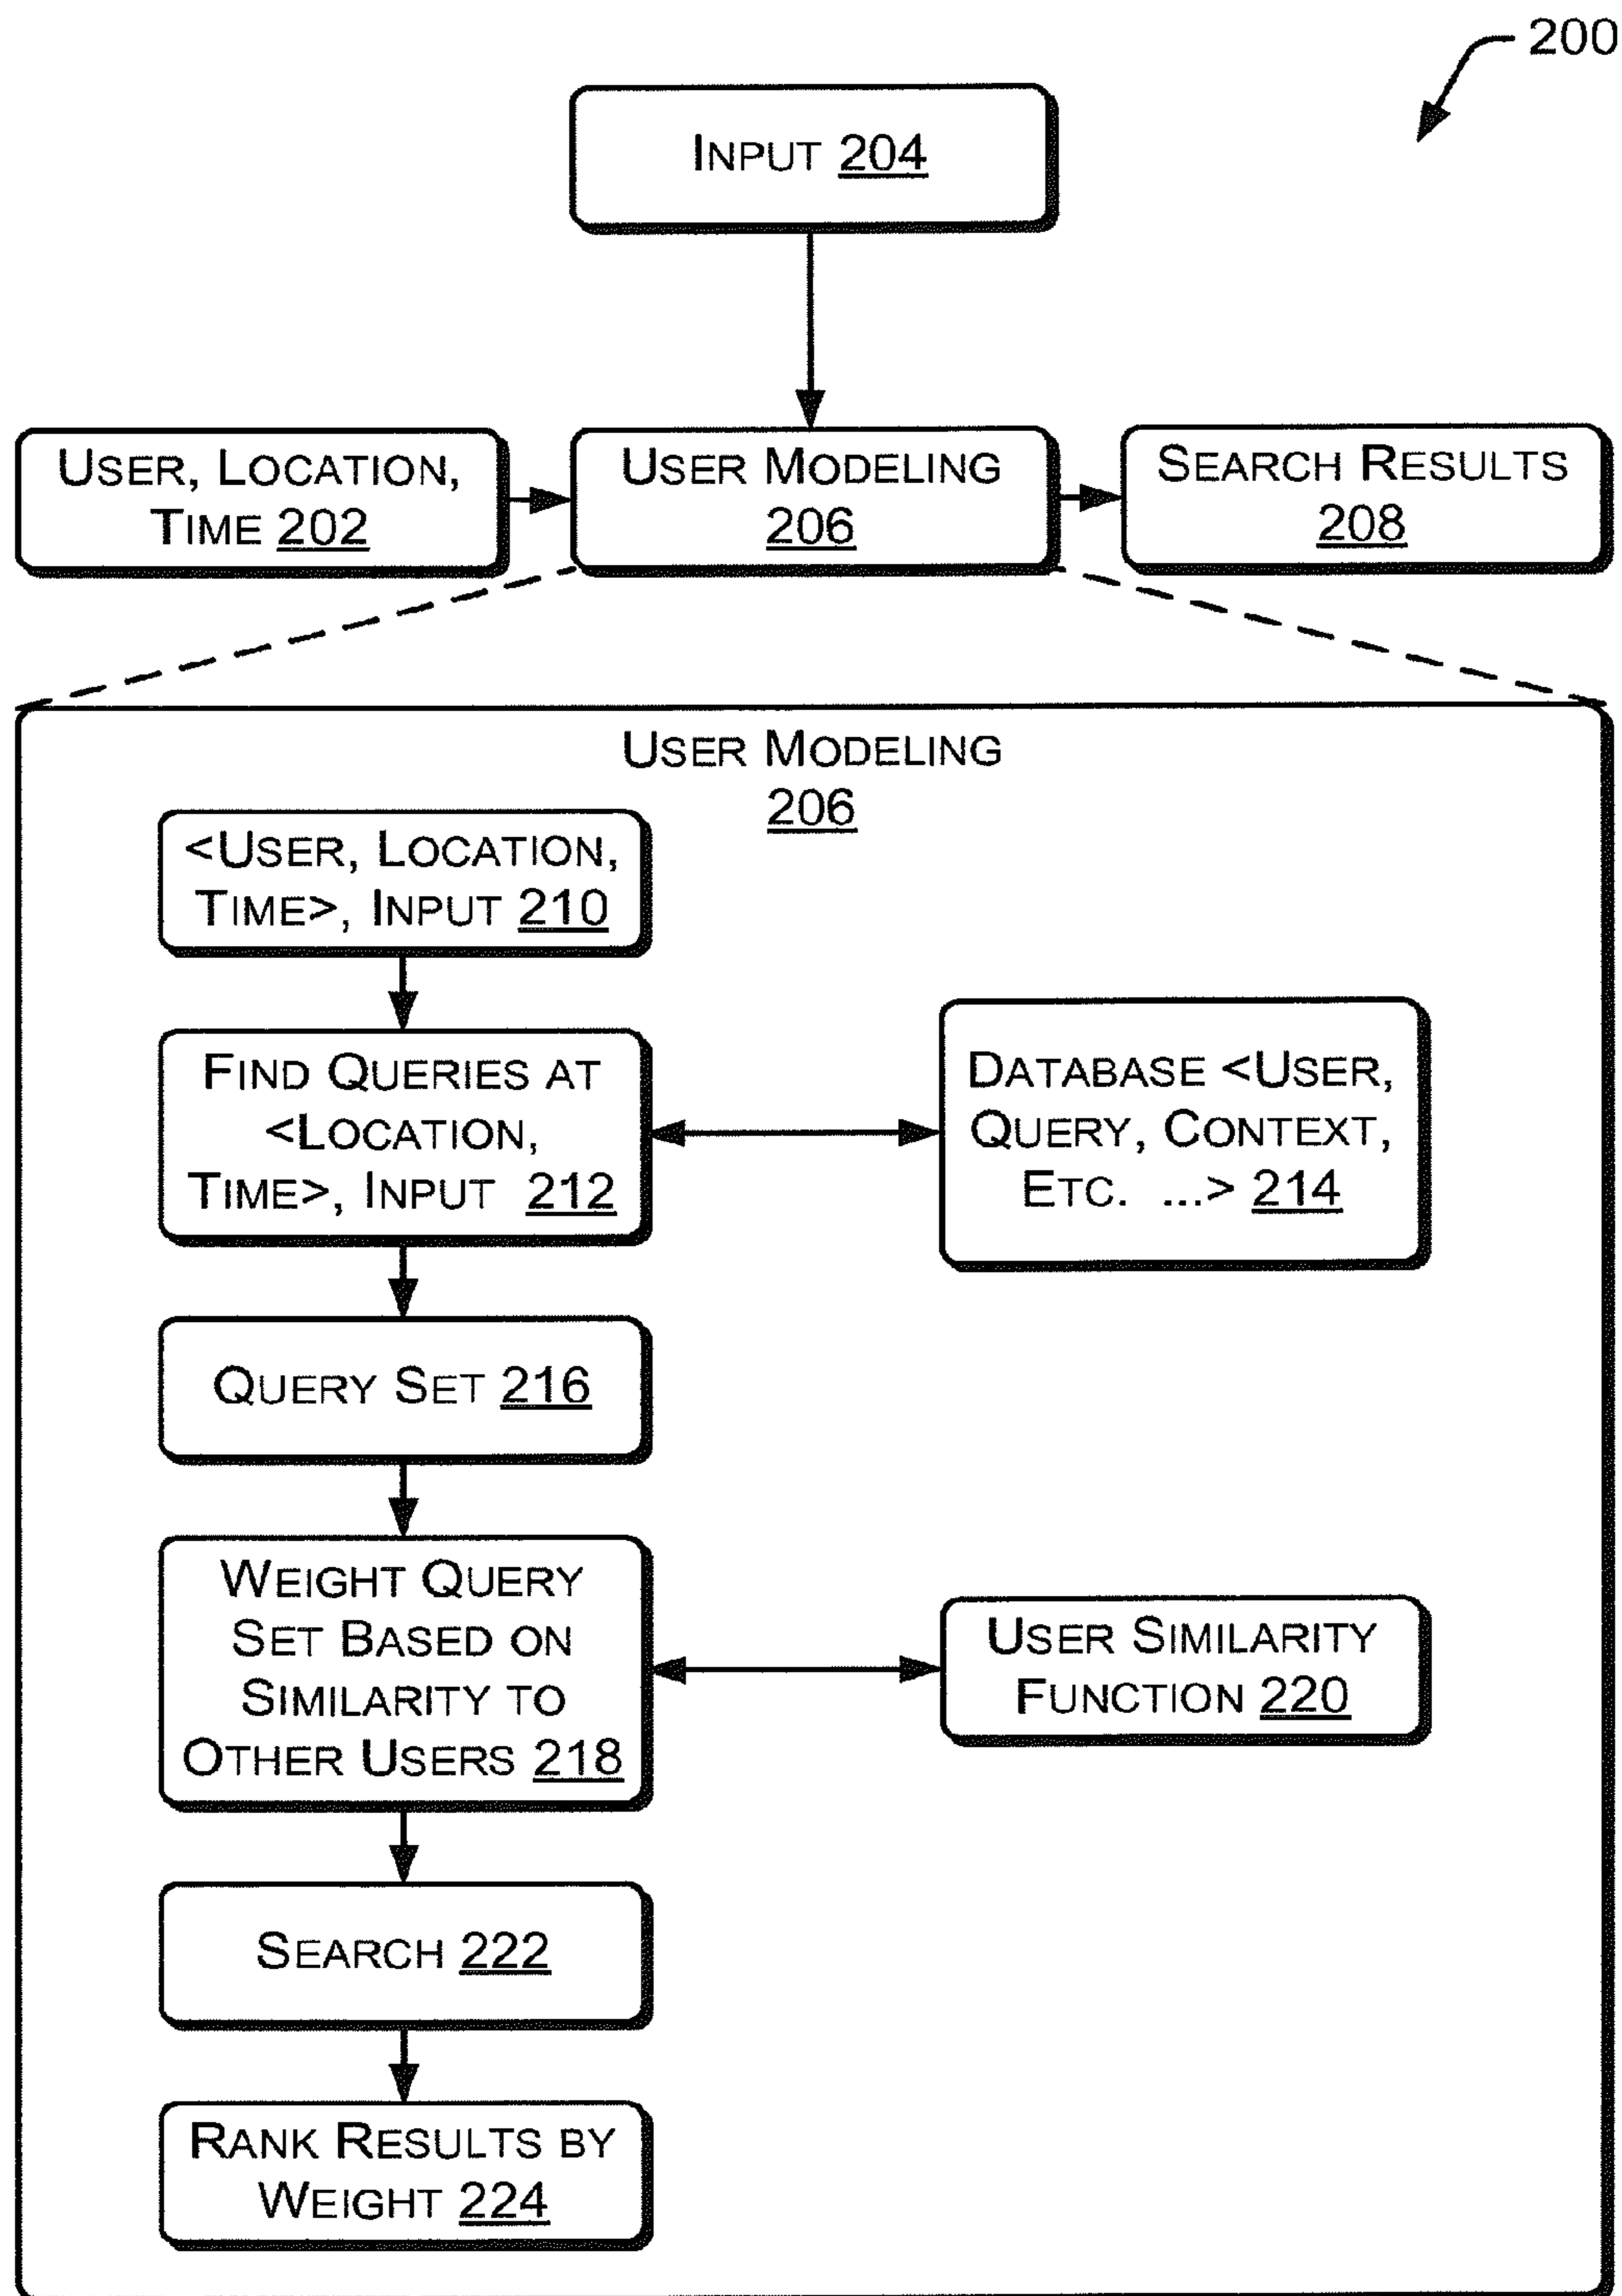 200
INPUT 204
USER, LOCATION,
TIME 202
USER MODELING
206
SEARCH RESULTS
208
USER MODELING
206
<USER, LOCATION,
TIME>, INPUT 210
FIND QUERIES AT
<LOCATION,
TIME>, INPUT 212
DATABASE <USER,
QUERY, CONTEXT,
ETC. ...> 214
QUERY SET 216
WEIGHT QUERY
SET BASED ON
SIMILARITY TO
OTHER USERS 218
USER SIMILARITY
FUNCTION 220
SEARCH 222
RANK RESULTS BY
WEIGHT 224